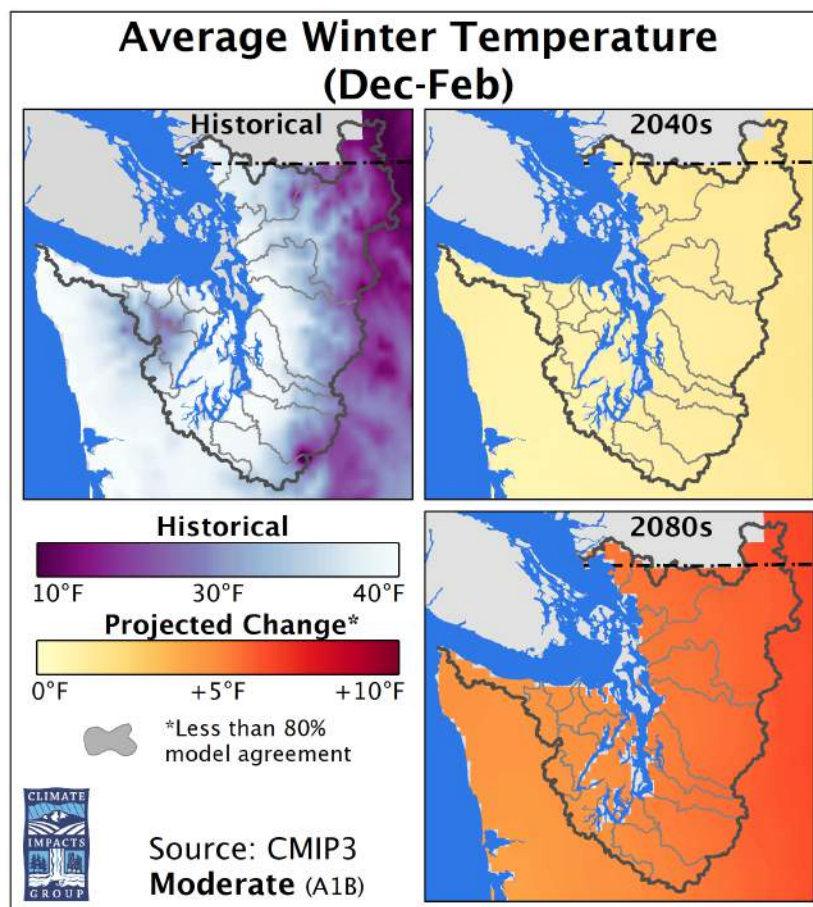 Average Winter Temperature
(Dec-Feb)
Historical
2040s
Historical
10°F 30°F 40°F
Projected Change*
0°F +5°F +10°F
*Less than 80%
model agreement
2080s
CLIMATE
IMPACTS
GROUP
Source: CMIP3
Moderate (A1B)